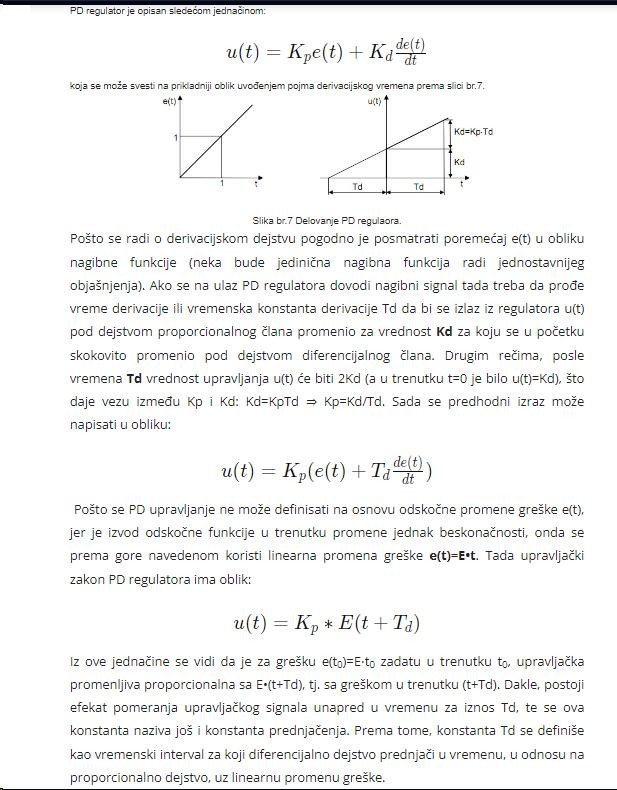 PD regulator je opisan sledećom jednačinom:
u(t) = Kₚe(t) + K_d de(t)/dt
koja se može svesti na prikladniji oblik uvođenjem pojma derivacijskog vremena prema slici br.7.
e(t)
u(t)
1
Kd=Kp·Td
Kd
1
t
Td
Td
t
Slika br.7 Delovanje PD regulaora.
Pošto se radi o derivacijskom dejstvu pogodno je posmatrati poremećaj e(t) u obliku
nagibne funkcije (neka bude jedinična nagibna funkcija radi jednostavnijeg
objašnjenja). Ako se na ulaz PD regulatora dovodi nagibni signal tada treba da prođe
vreme derivacije ili vremenska konstanta derivacije Td da bi se izlaz iz regulatora u(t)
pod dejstvom proporcionalnog člana promenio za vrednost Kd za koju se u početku
skokovito promenio pod dejstvom diferencijalnog člana. Drugim rečima, posle
vremena Td vrednost upravljanja u(t) će biti 2Kd (a u trenutku t=0 je bilo u(t)=Kd), što
daje vezu između Kp i Kd: Kd=KpTd ⇒ Kp=Kd/Td. Sada se predhodni izraz može
napisati u obliku:
u(t) = Kₚ(e(t) + T_d de(t)/dt)
Pošto se PD upravljanje ne može definisati na osnovu odskočne promene greške e(t),
jer je izvod odskočne funkcije u trenutku promene jednak beskonačnosti, onda se
prema gore navedenom koristi linearna promena greške e(t)=E•t. Tada upravljački
zakon PD regulatora ima oblik:
u(t) = Kₚ * E(t + T_d)
Iz ove jednačine se vidi da je za grešku e(t₀)=E·t₀ zadatu u trenutku t₀, upravljačka
promenljiva proporcionalna sa E•(t+Td), tj. sa greškom u trenutku (t+Td). Dakle, postoji
efekat pomeranja upravljačkog signala unapred u vremenu za iznos Td, te se ova
konstanta naziva još i konstanta prednjačenja. Prema tome, konstanta Td se definiše
kao vremenski interval za koji diferencijalno dejstvo prednjači u vremenu, u odnosu na
proporcionalno dejstvo, uz linearnu promenu greške.